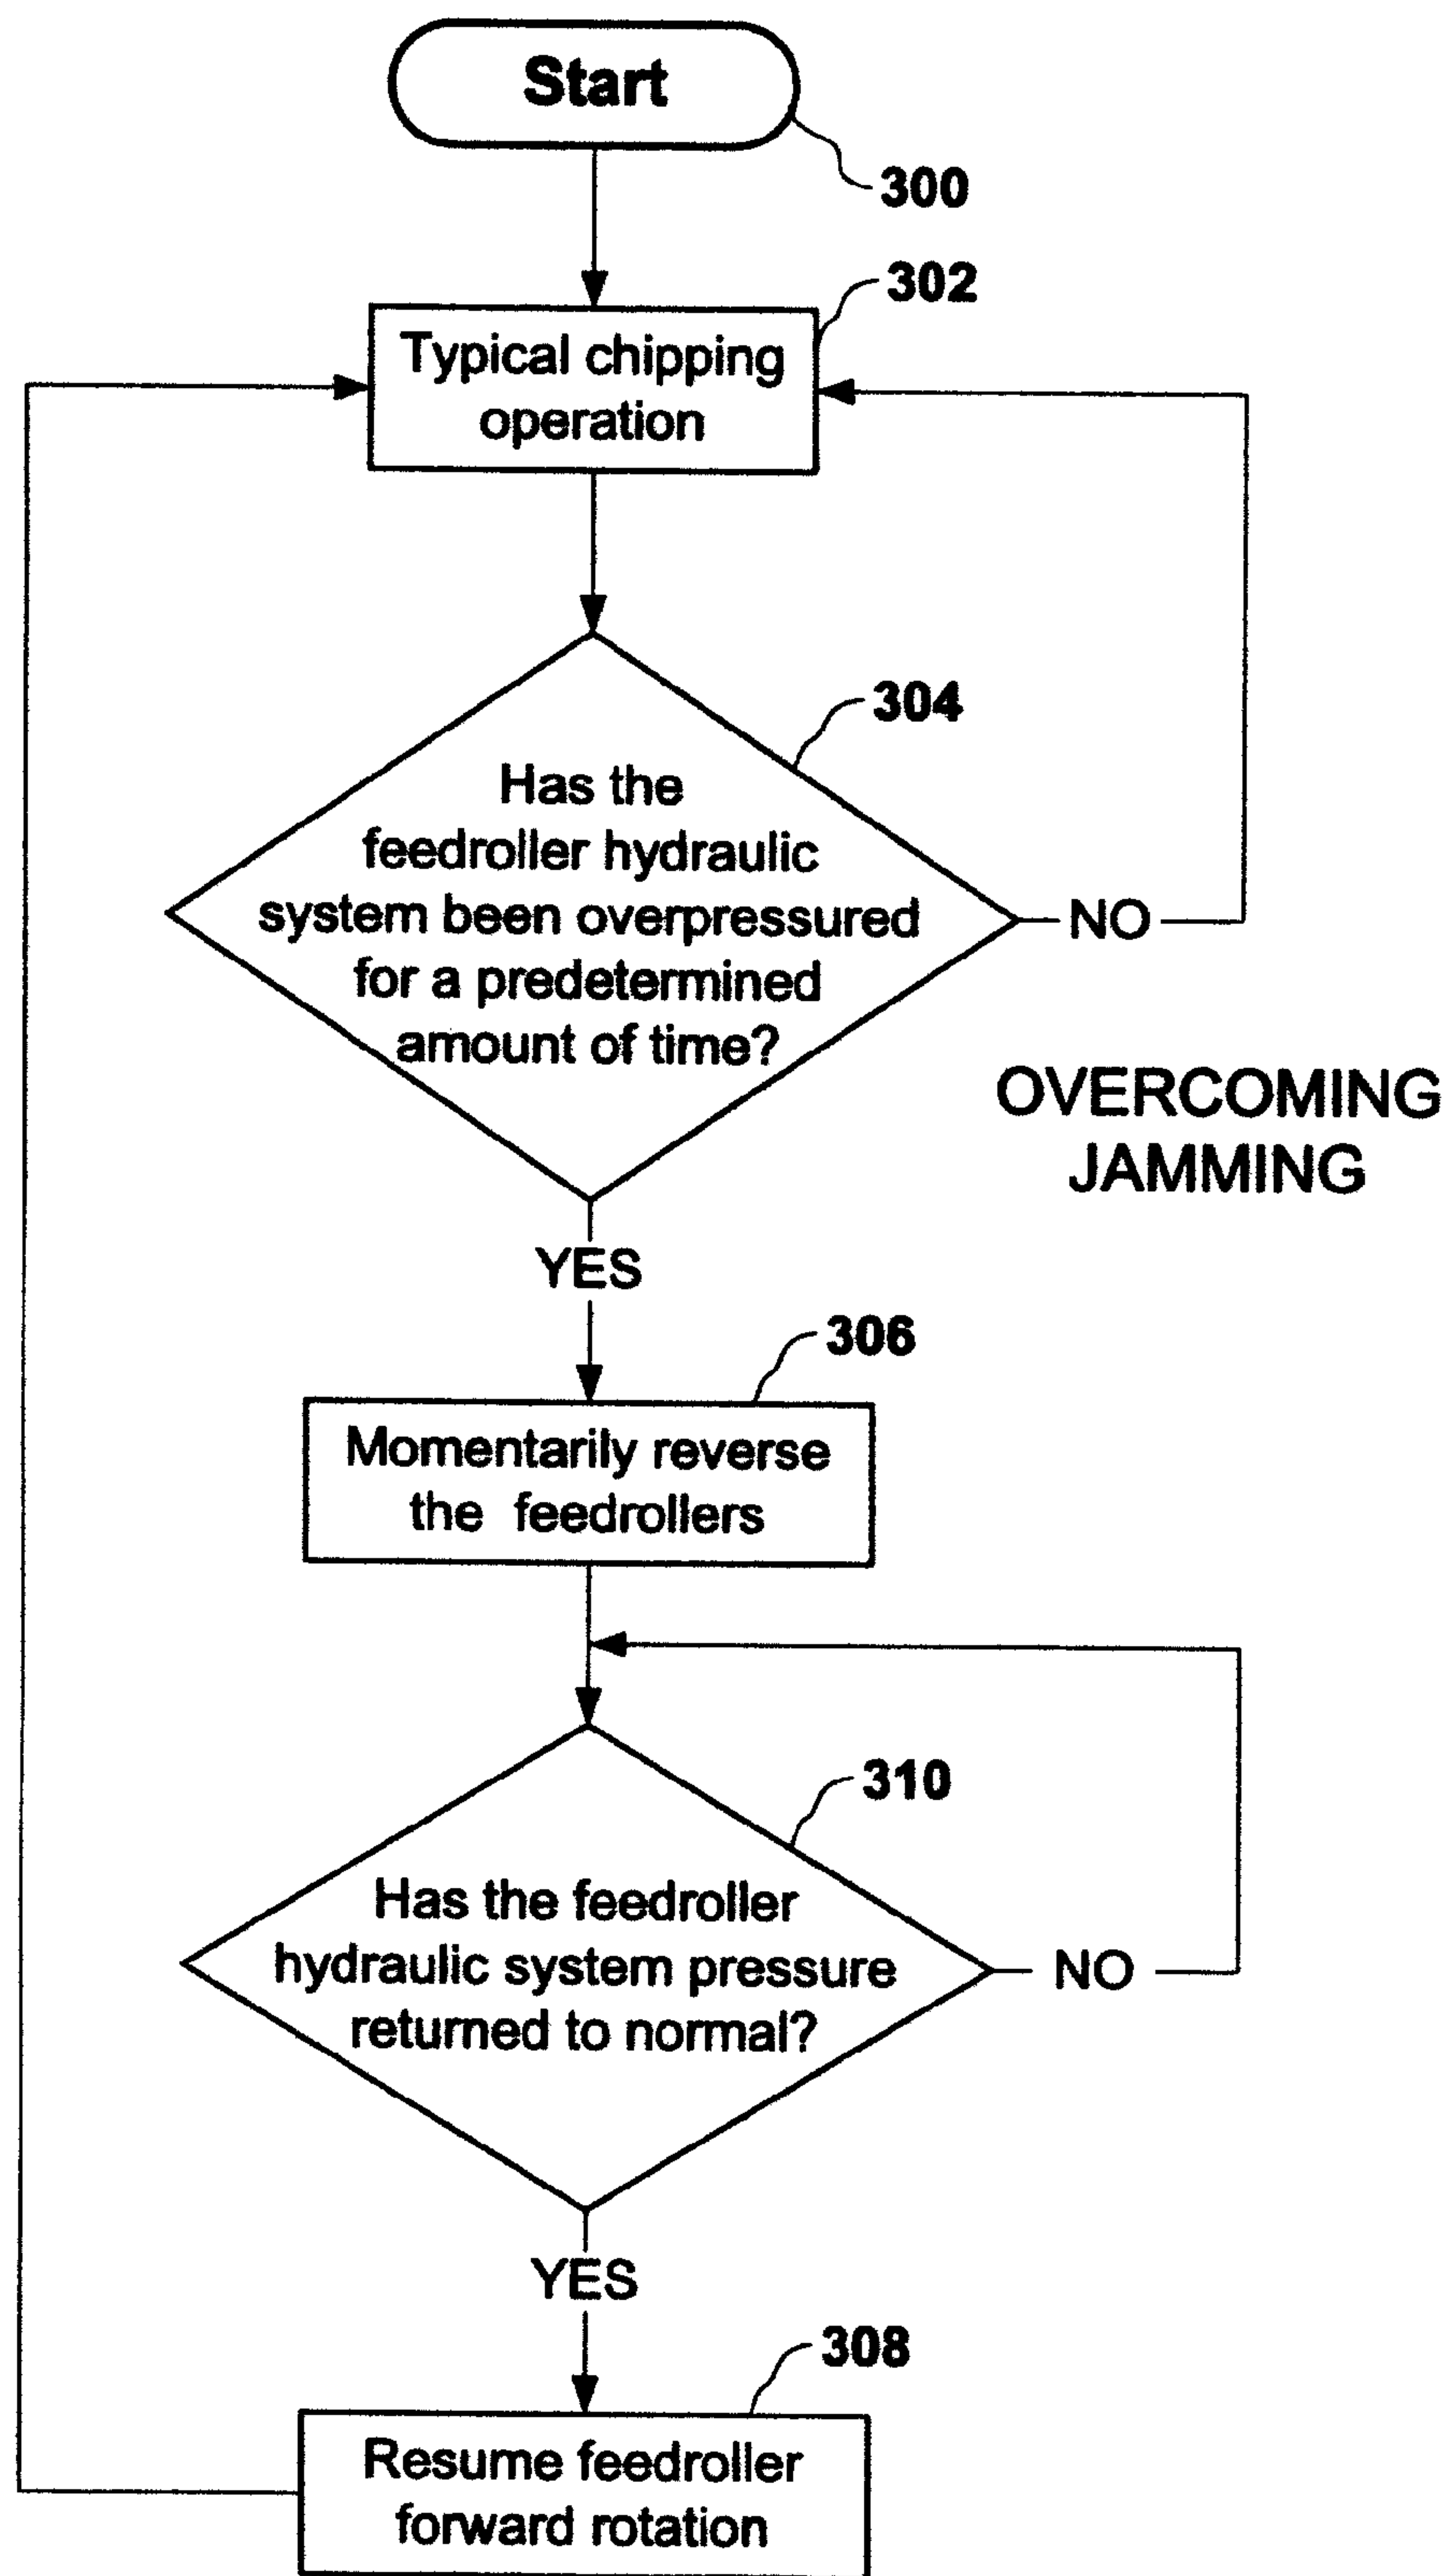 Start
300
302
Typical chipping
operation
304
Has the
feedroller hydraulic
system been overpressured
for a predetermined
amount of time?
NO
OVERCOMING
JAMMING
YES
306
Momentarily reverse
the feedrollers
310
Has the feedroller
hydraulic system pressure
returned to normal?
NO
YES
308
Resume feedroller
forward rotation